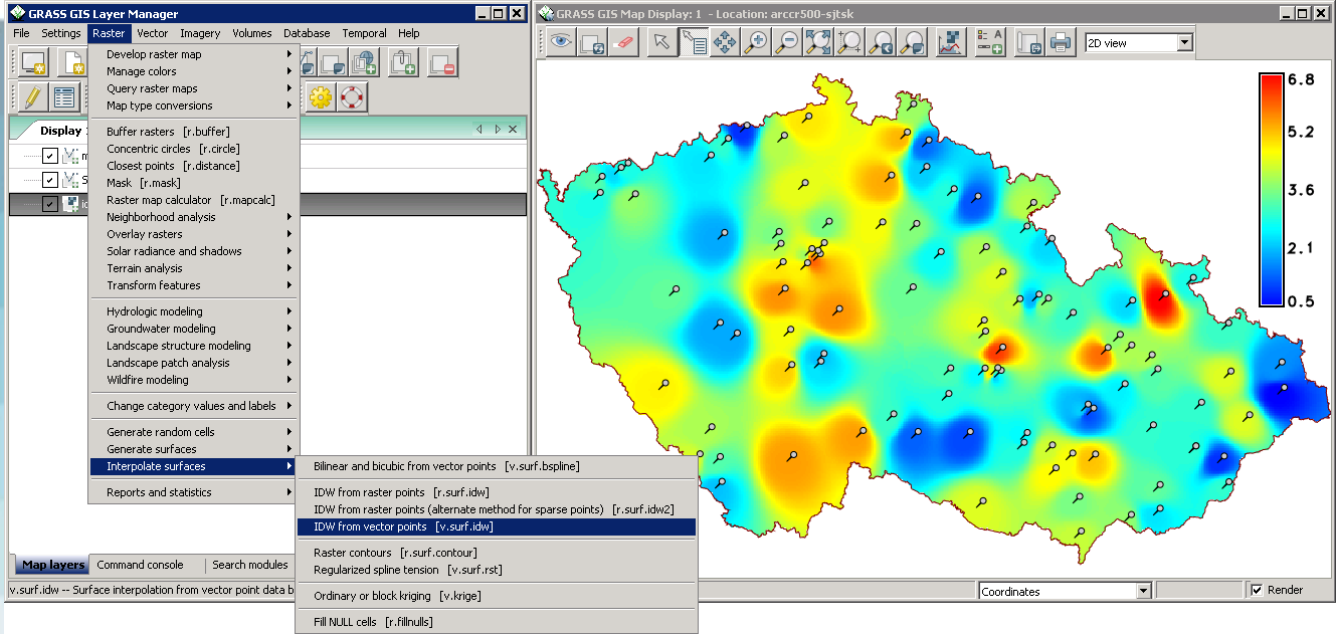 GRASS GIS Layer Manager
File Settings Raster Vector Imagery Volumes Database Temporal Help
Develop raster map
Manage colors
Query raster maps
Map type conversions
Buffer rasters [r.buffer]
Concentric circles [r.circle]
Closest points [r.distance]
Mask [r.mask]
Raster map calculator [r.mapcalc]
Neighborhood analysis
Overlay rasters
Solar radiance and shadows
Terrain analysis
Transform features
Hydrologic modeling
Groundwater modeling
Landscape structure modeling
Landscape patch analysis
Wildfire modeling
Change category values and labels
Generate random cells
Generate surfaces
Interpolate surfaces
Reports and statistics
Display
Bilinear and bicubic from vector points [v.surf.bspline]
IDW from raster points [r.surf.idw]
IDW from raster points (alternate method for sparse points) [r.surf.idw2]
IDW from vector points [v.surf.idw]
Raster contours [r.surf.contour]
Regularized spline tension [v.surf.rst]
Ordinary or block kriging [v.krige]
Fill NULL cells [r.fillnulls]
Map layers Command console Search modules
v.surf.idw -- Surface interpolation from vector point data b
GRASS GIS Map Display: 1 - Location: arccr500-sjtsk
2D view
6.8
5.2
3.6
2.1
0.5
Coordinates
Render